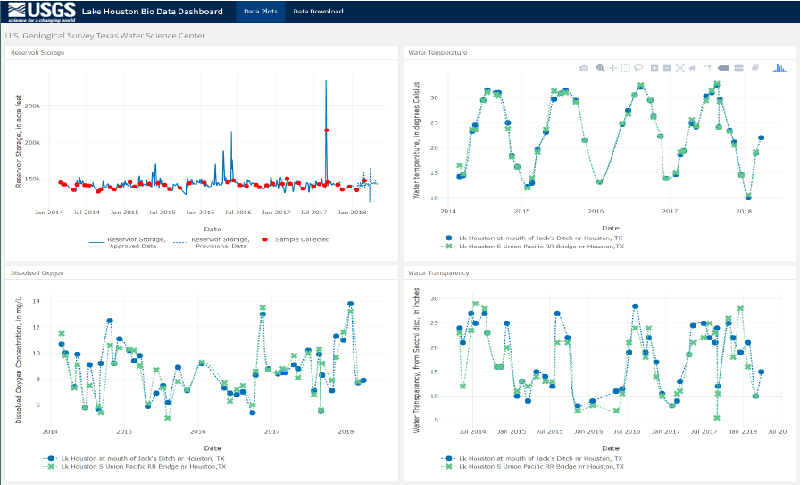 USGS
science for a changing world
Lake Houston Bio Data Dashboard
Data Plots
Data Download
U.S. Geological Survey Texas Water Science Center
Reservoir Storage
Reservoir Storage, in acre feet
250k
200k
150k
Jan 2014 Jul 2014 Jan 2015 Jul 2015 Jan 2016 Jul 2016 Jan 2017 Jul 2017 Jan 2018
Date
Reservoir Storage, Approved Data
Reservoir Storage, Provisional Data
Sample Collected
Water Temperature
Water temperature, in degrees Celsius
30
25
20
15
10
2014 2015 2016 2017 2018
Date
Lk Houston at mouth of Jack's Ditch nr Houston, TX
Lk Houston S Union Pacific RR Bridge nr Houston,TX
Dissolved Oxygen
Dissolved Oxygen Concentration, in mg/L
14
12
10
8
6
2014 2015 2016 2017 2018
Date
Lk Houston at mouth of Jack's Ditch nr Houston, TX
Lk Houston S Union Pacific RR Bridge nr Houston,TX
Water Transparency
Water Transparency, from Secchi disc, in inches
30
25
20
15
10
5
Jul 2014 Jan 2015 Jul 2015 Jan 2016 Jul 2016 Jan 2017 Jul 2017 Jan 2018 Jul 20
Date
Lk Houston at mouth of Jack's Ditch nr Houston, TX
Lk Houston S Union Pacific RR Bridge nr Houston,TX